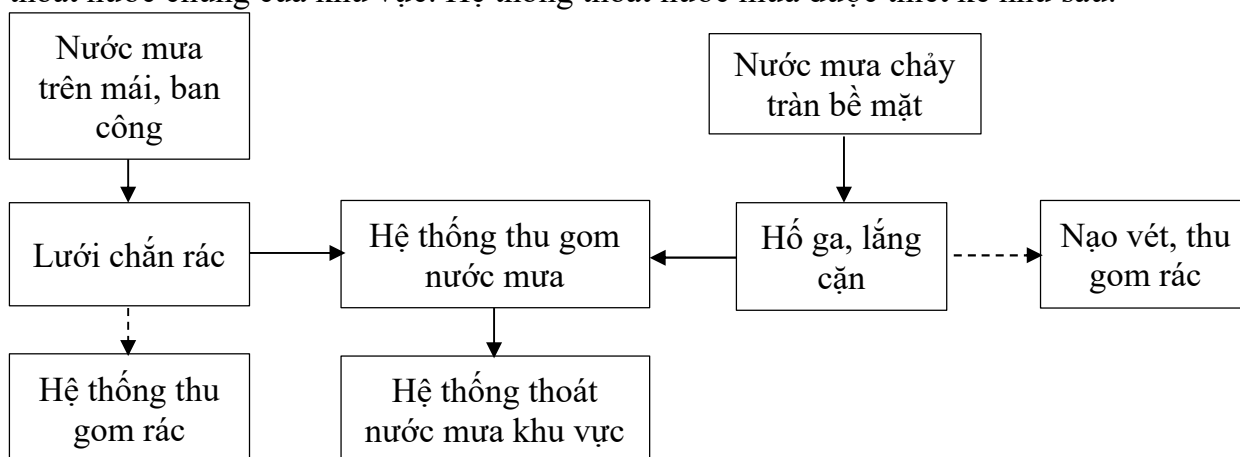 thoát nước chung của khu vực. Hệ thống thoát nước mưa được thiết kế như sau:
Nước mưa
trên mái, ban
công
Nước mưa chảy
tràn bề mặt
Lưới chắn rác
Hệ thống thu gom
nước mưa
Hố ga, lắng
cặn
Nạo vét, thu
gom rác
Hệ thống thu
gom rác
Hệ thống thoát
nước mưa khu vực